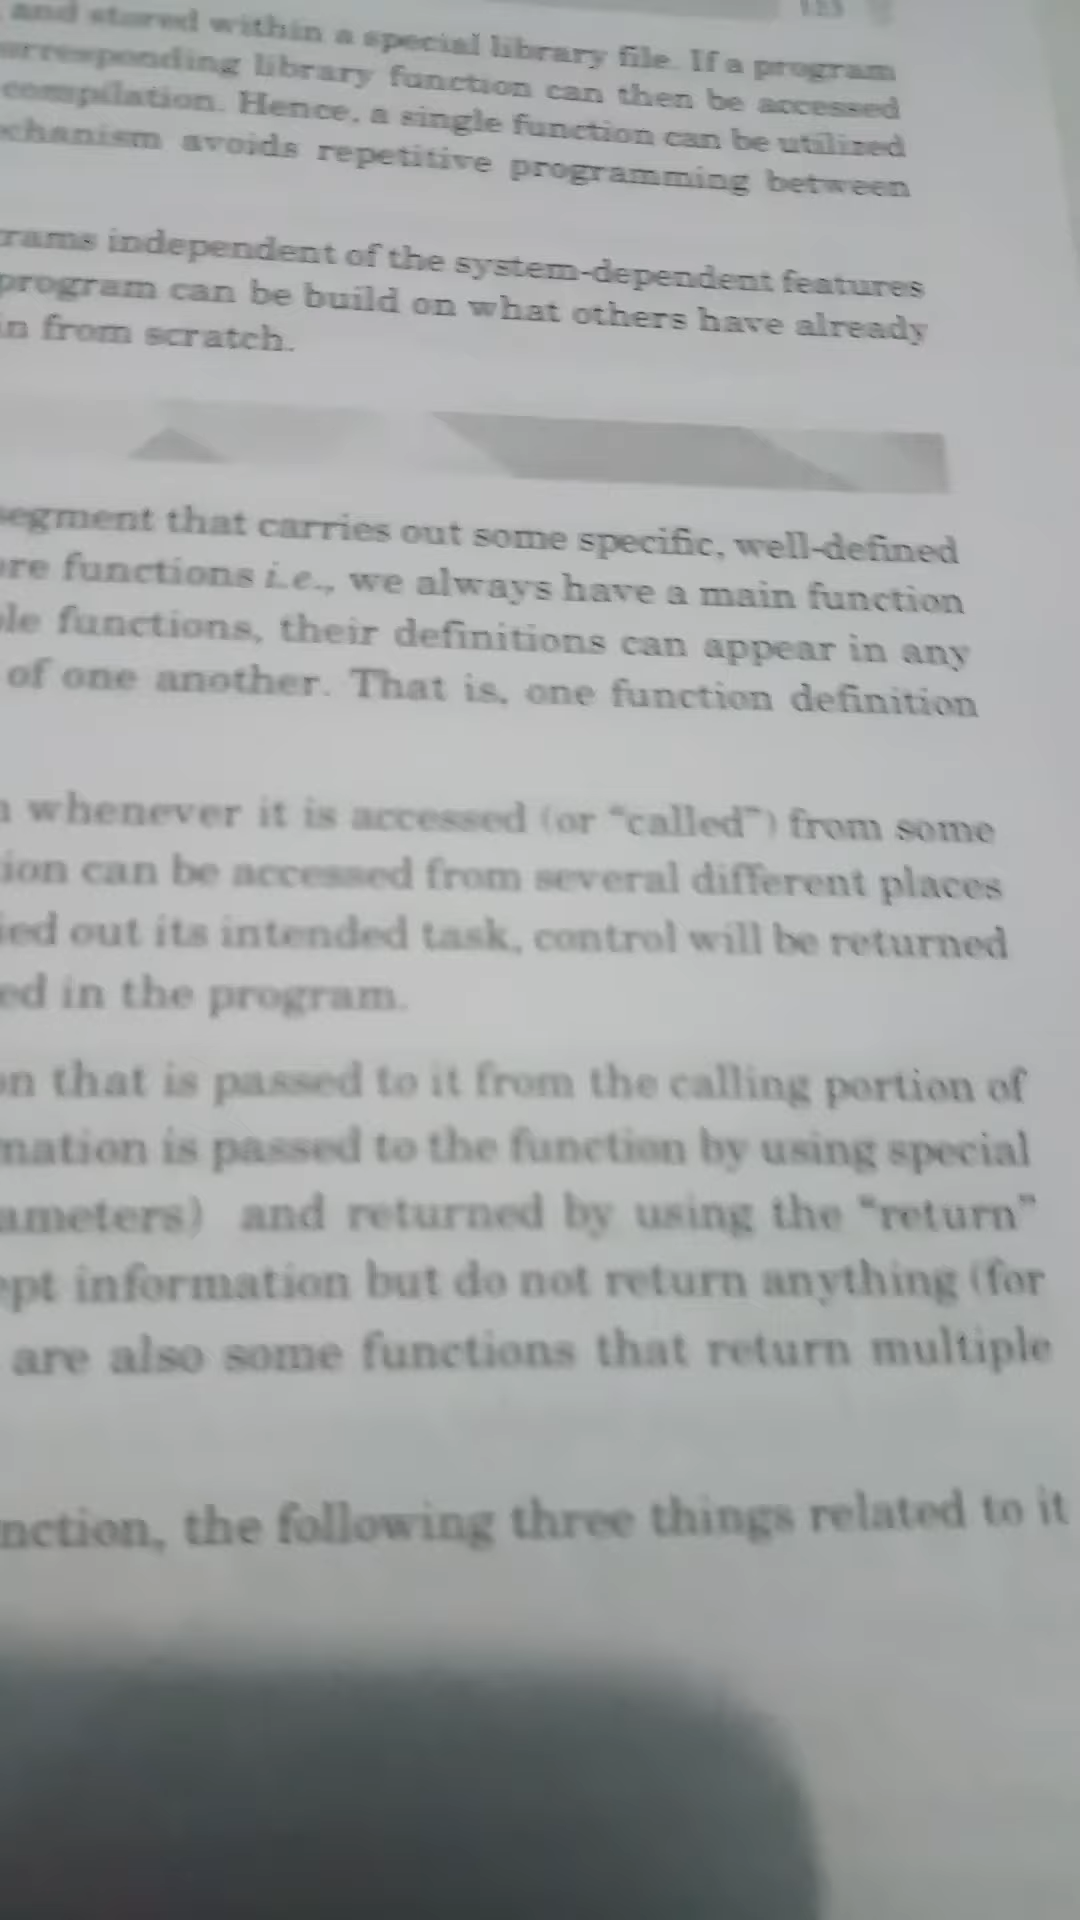 and stored within a special library file. If a program
corresponding library function can then be accessed
compilation. Hence, a single function can be utilized
chanism avoids repetitive programming between
rams independent of the system-dependent features
program can be build on what others have already
in from scratch.
segment that carries out some specific, well-defined
re functions i.e., we always have a main function
le functions, their definitions can appear in any
of one another. That is, one function definition
whenever it is accessed (or “called”) from some
ion can be accessed from several different places
ied out its intended task, control will be returned
ed in the program.
on that is passed to it from the calling portion of
mation is passed to the function by using special
ameters) and returned by using the “return”
ept information but do not return anything (for
are also some functions that return multiple
nction, the following three things related to it